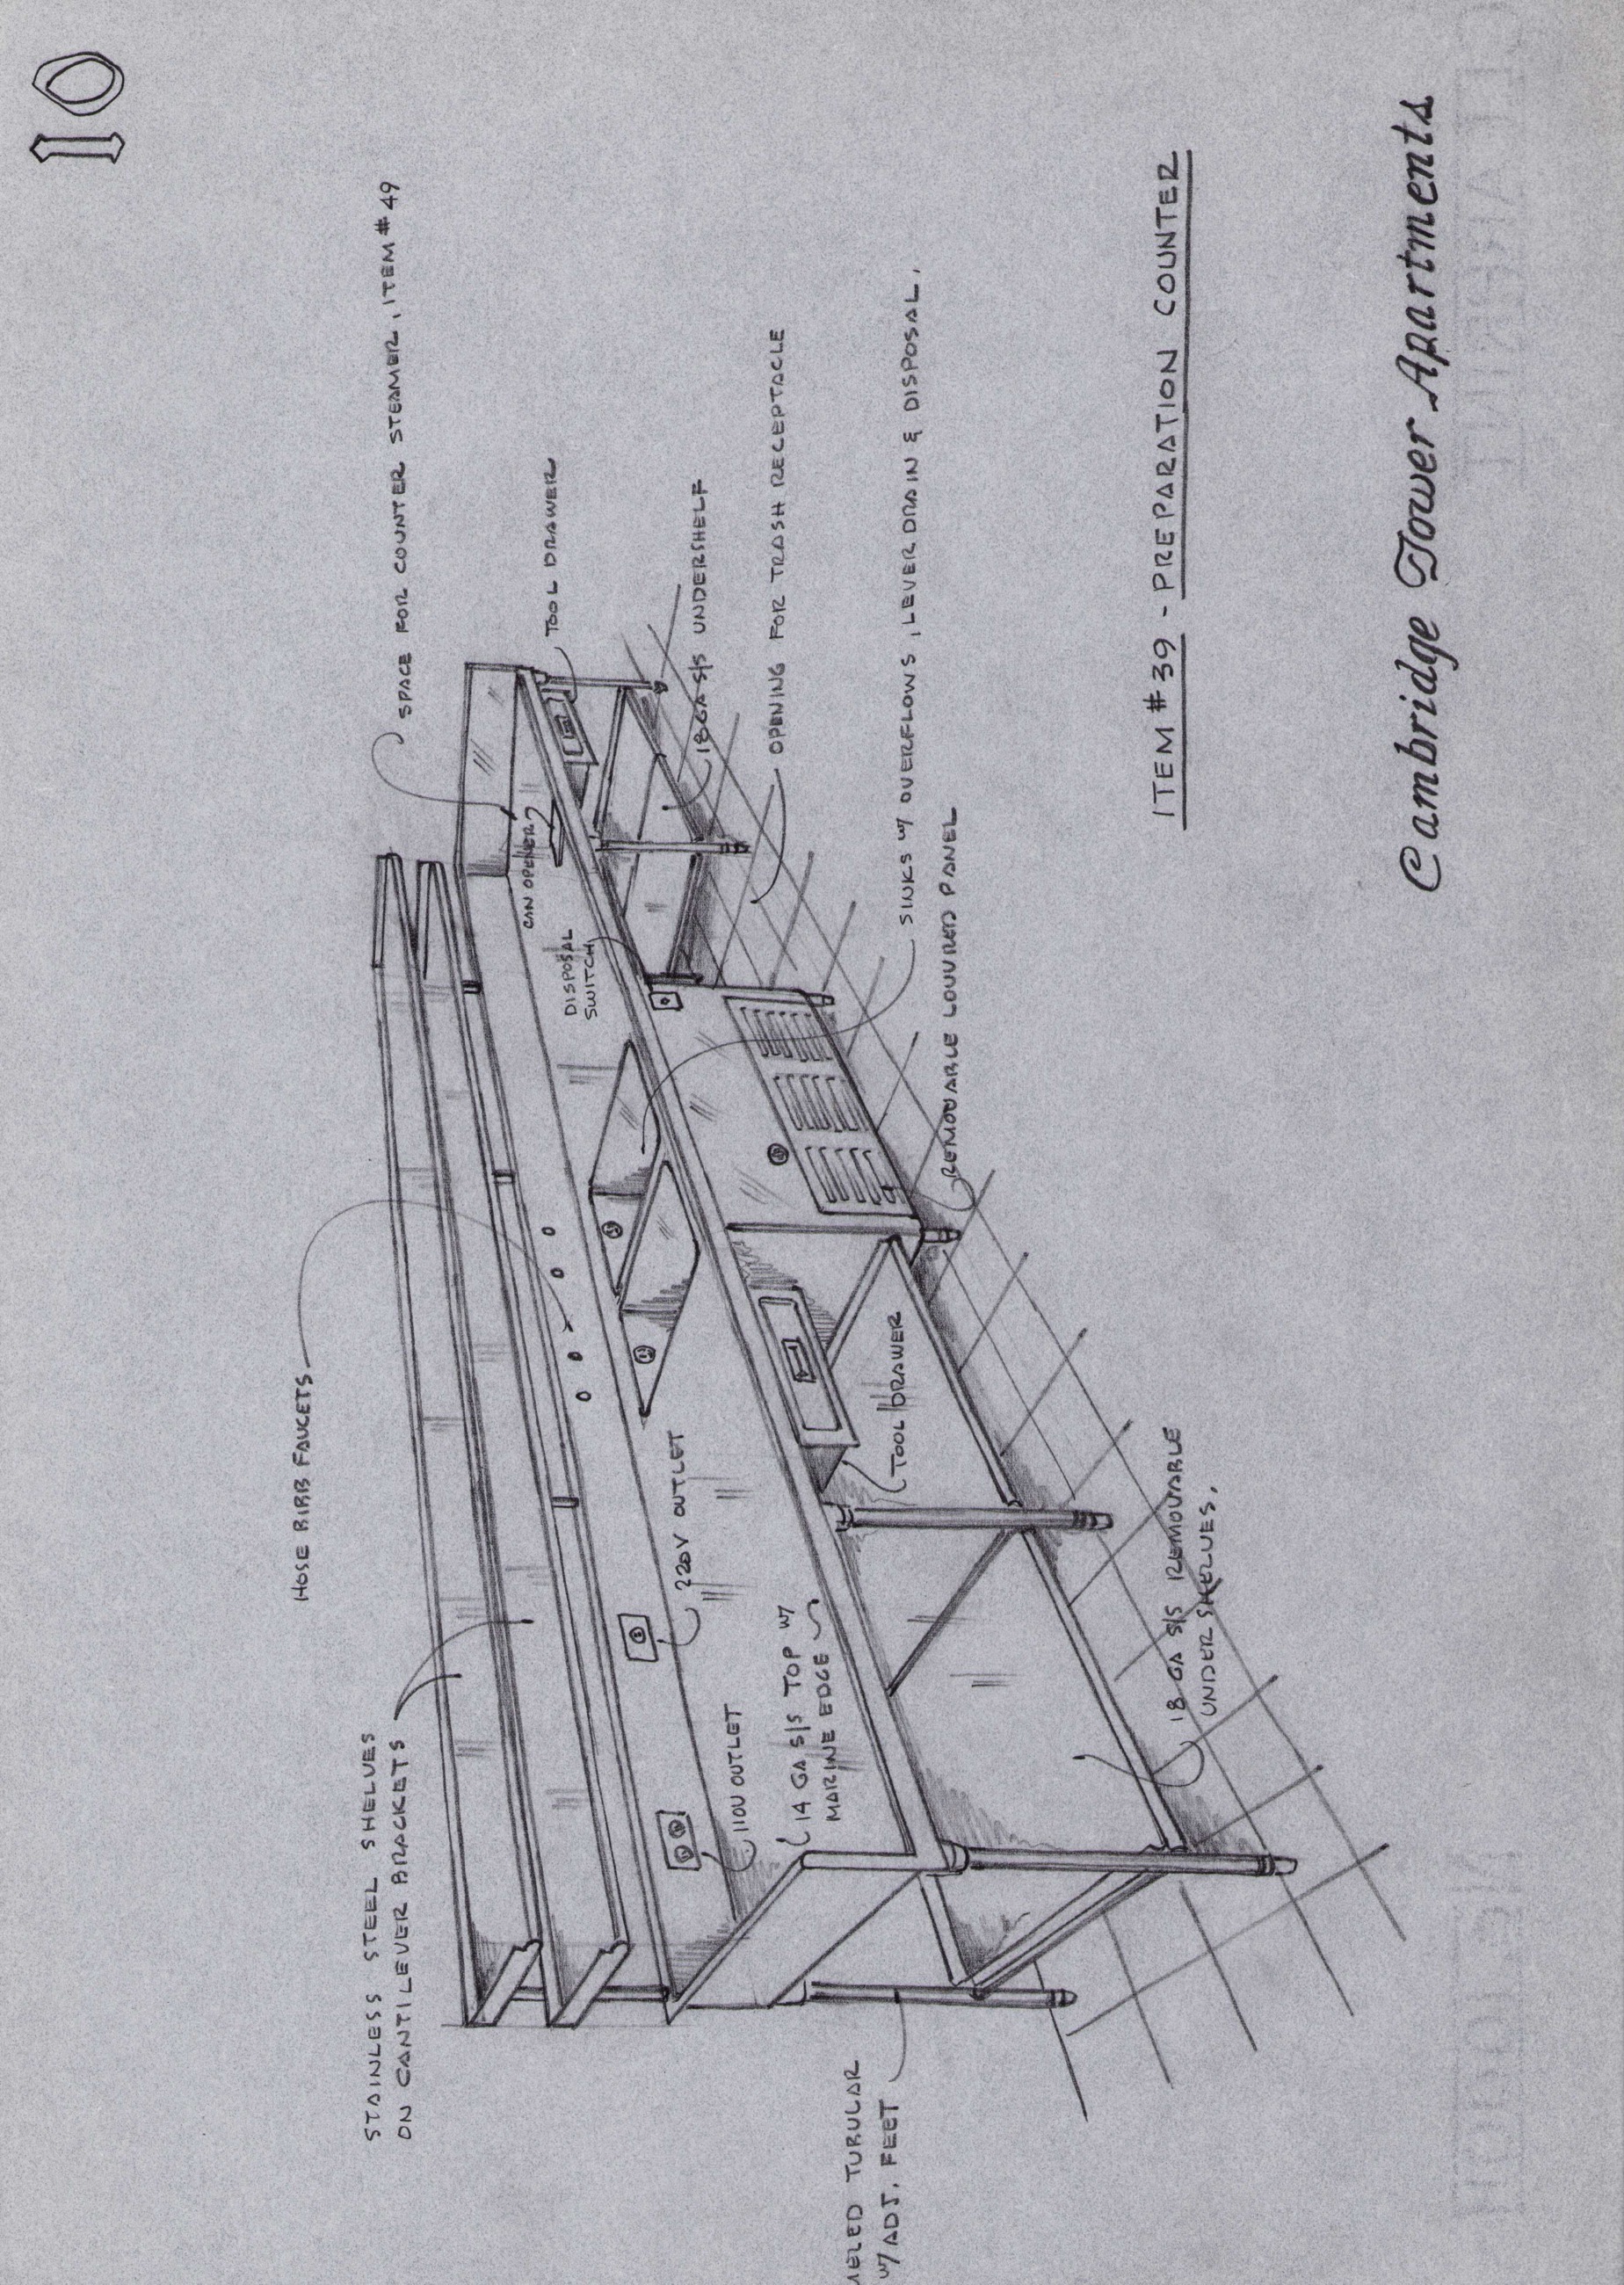 10
SPACE FOR COUNTER STEAMER, ITEM # 49
HOSE BIBB FAUCETS
STAINLESS STEEL SHELVES
ON CANTILEVER BRACKETS
TOOL DRAWER
CAN OPENER
DISPOSAL
SWITCH
18 GA S/S UNDERSHELF
OPENING FOR TRASH RECEPTACLE
220V OUTLET
110V OUTLET
14 GA S/S TOP W/
MARINE EDGE
SINKS W/ OVERFLOWS, LEVER DRAIN & DISPOSAL.
REMOVABLE LOUVRED PANEL
TOOL DRAWER
TUBULAR
W/ ADJ. FEET
18 GA S/S REMOVABLE
UNDER SHELVES.
ITEM # 39 - PREPARATION COUNTER
Cambridge Tower Apartments